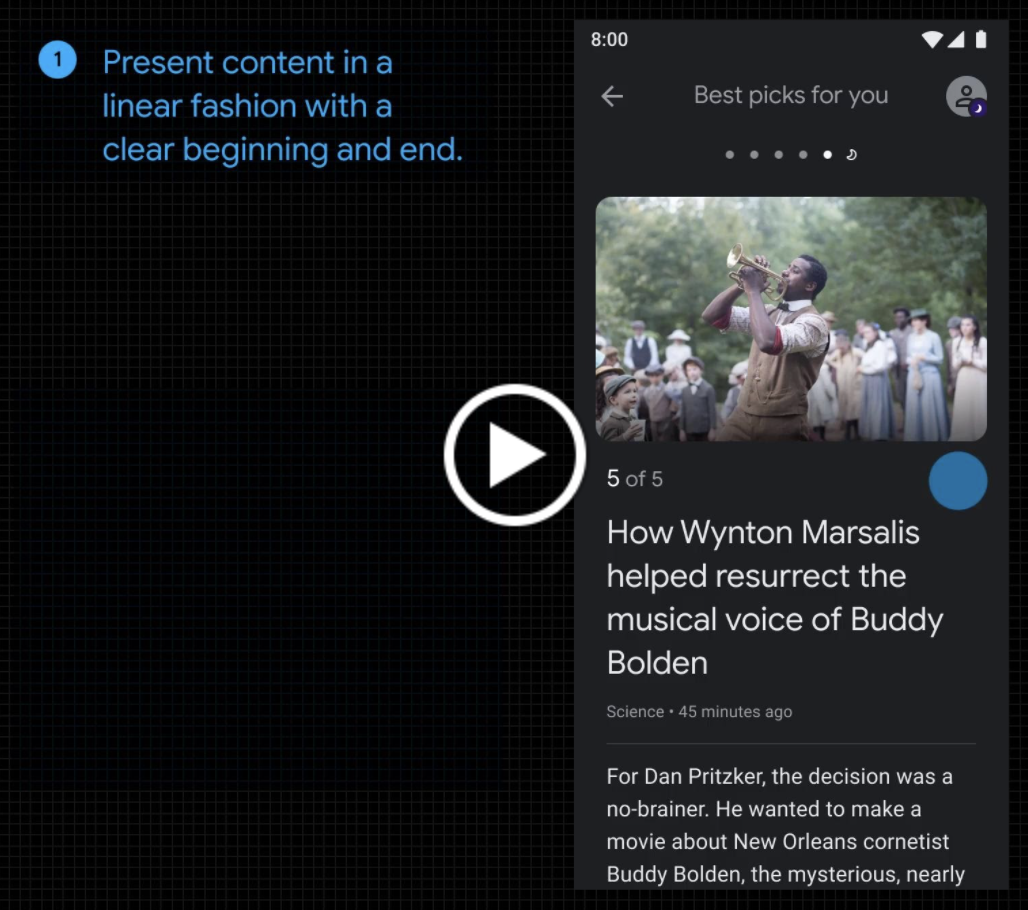 1
Present content in a
linear fashion with a
clear beginning and end.
8:00
Best picks for you
5 of 5
How Wynton Marsalis
helped resurrect the
musical voice of Buddy
Bolden
Science • 45 minutes ago
For Dan Pritzker, the decision was a
no-brainer. He wanted to make a
movie about New Orleans cornetist
Buddy Bolden, the mysterious, nearly